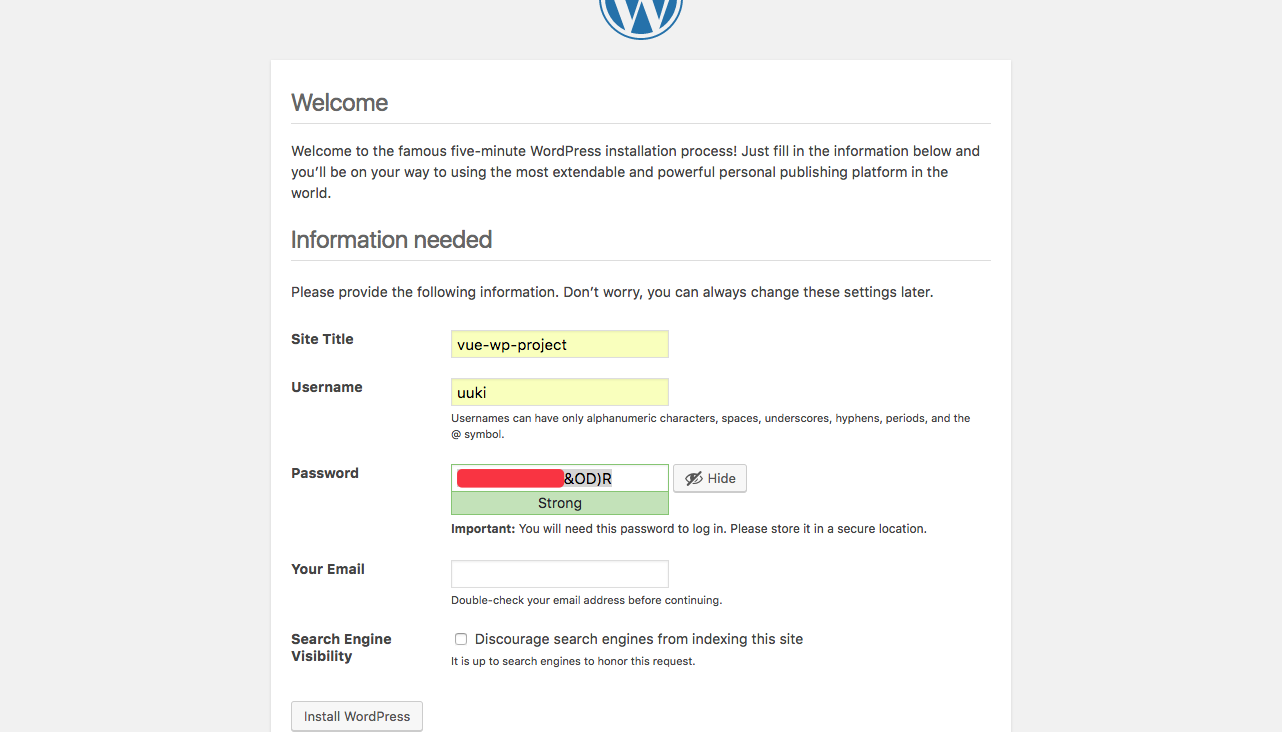 Welcome
Welcome to the famous five-minute WordPress installation process! Just fill in the information below and
you’ll be on your way to using the most extendable and powerful personal publishing platform in the
world.
Information needed
Please provide the following information. Don’t worry, you can always change these settings later.
Site Title
vue-wp-project
Username
uuki
Usernames can have only alphanumeric characters, spaces, underscores, hyphens, periods, and the
@ symbol.
Password
&OD)R
Hide
Strong
Important: You will need this password to log in. Please store it in a secure location.
Your Email
Double-check your email address before continuing.
Search Engine
Visibility
Discourage search engines from indexing this site
It is up to search engines to honor this request.
Install WordPress